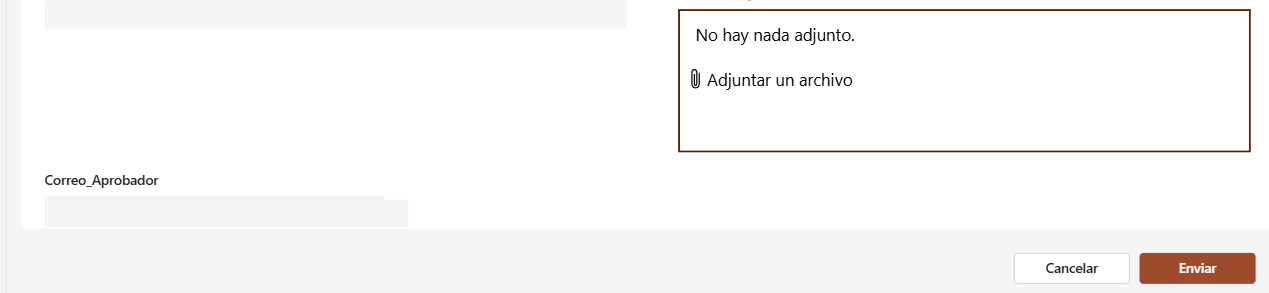 No hay nada adjunto.
Adjuntar un archivo
Correo_Aprobador
Cancelar
Enviar